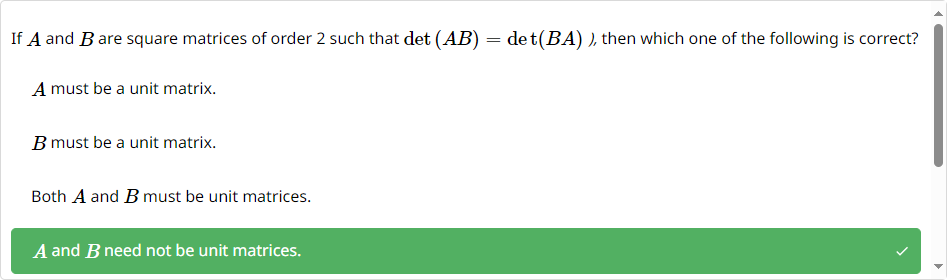 If A and B are square matrices of order 2 such that det (AB) = det(BA) ), then which one of the following is correct?
A must be a unit matrix.
B must be a unit matrix.
Both A and B must be unit matrices.
A and B need not be unit matrices.